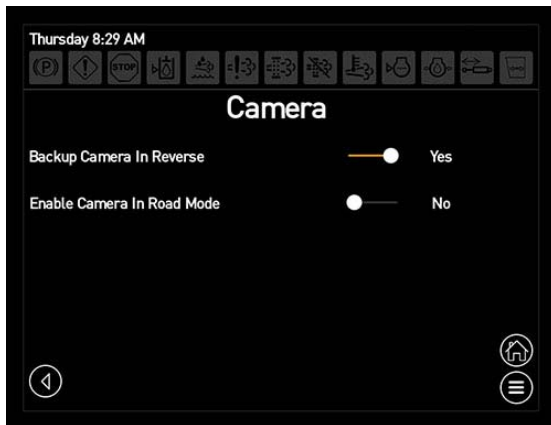 Thursday 8:29 AM
(P) STOP
Camera
Backup Camera In Reverse Yes
Enable Camera In Road Mode No